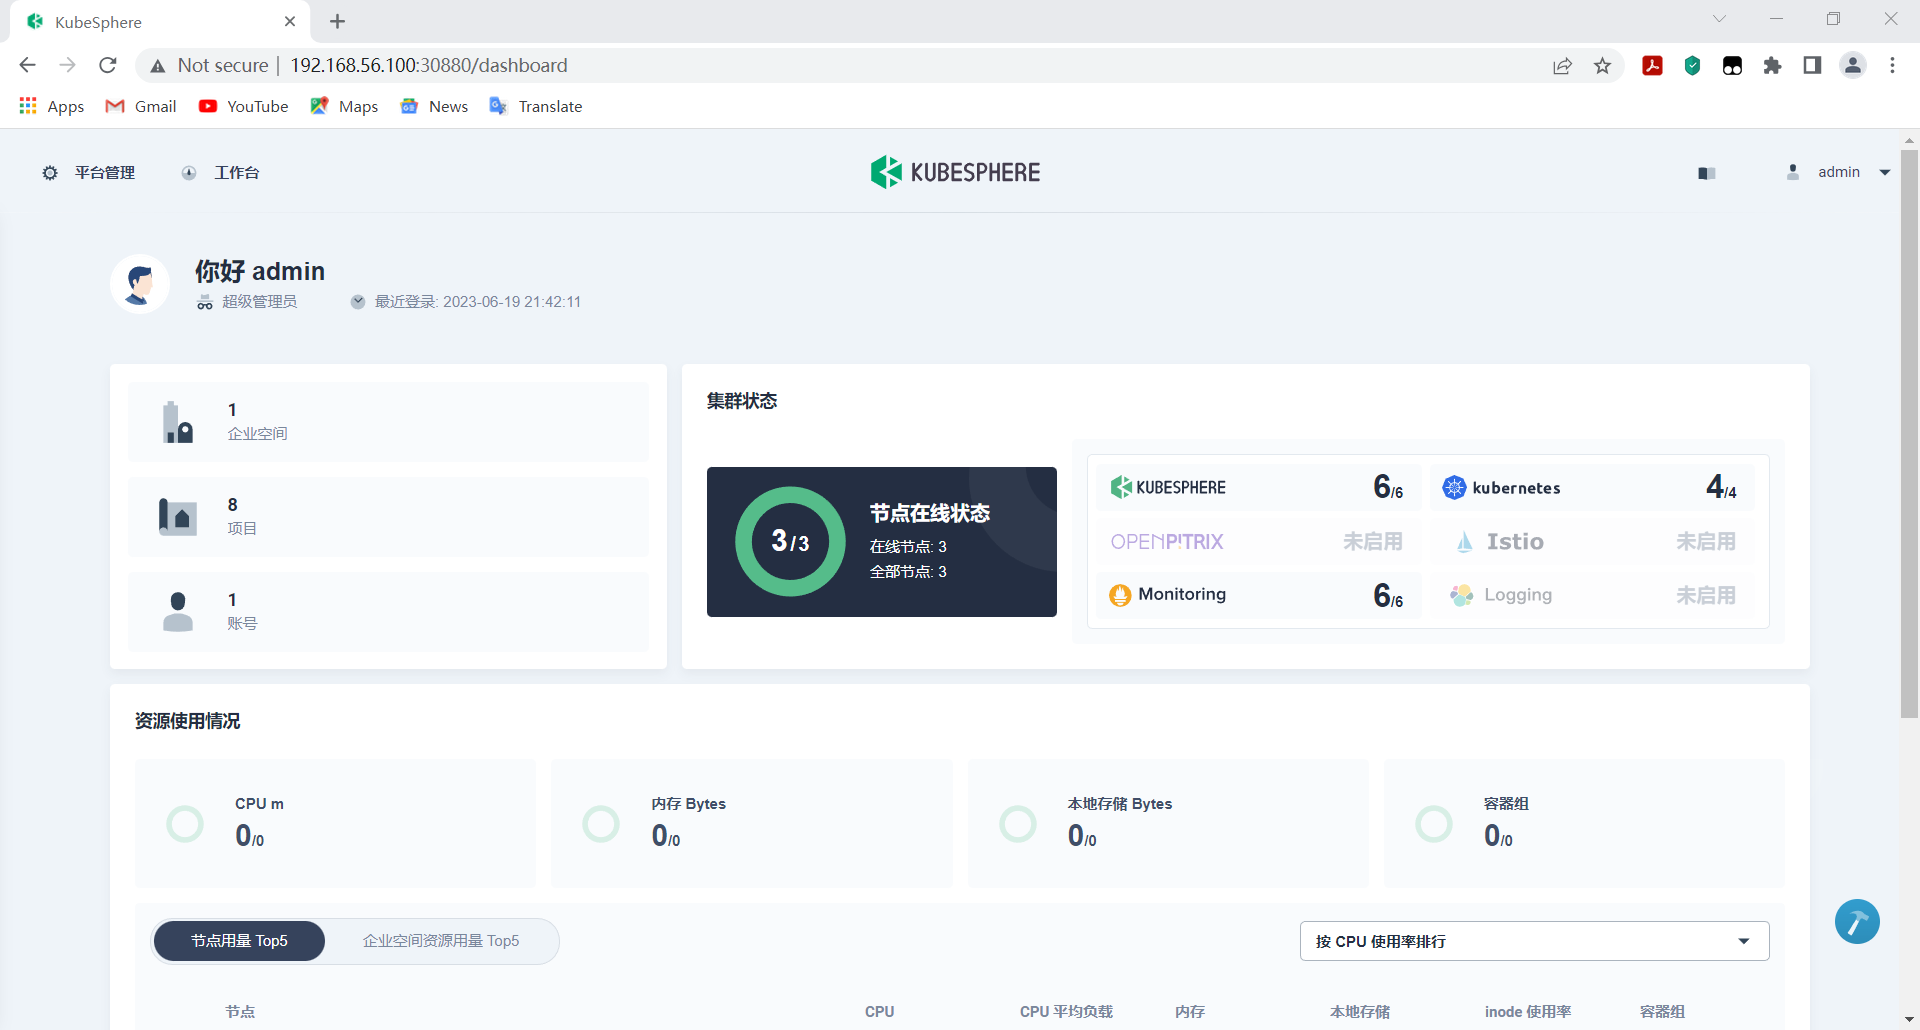 KubeSphere
Not secure | 192.168.56.100:30880/dashboard
Apps Gmail YouTube Maps News Translate
平台管理 工作台 KUBESPHERE admin
你好 admin
超级管理员 最近登录: 2023-06-19 21:42:11
1
企业空间
8
项目
1
账号
集群状态
3/3
节点在线状态
在线节点: 3
全部节点: 3
KUBESPHERE 6/6 kubernetes 4/4
OPENPITRIX 未启用 Istio 未启用
Monitoring 6/6 Logging 未启用
资源使用情况
CPU m
0/0
内存 Bytes
0/0
本地存储 Bytes
0/0
容器组
0/0
节点用量 Top5 企业空间资源用量 Top5 按 CPU 使用率排行
节点 CPU CPU 平均负载 内存 本地存储 inode 使用率 容器组